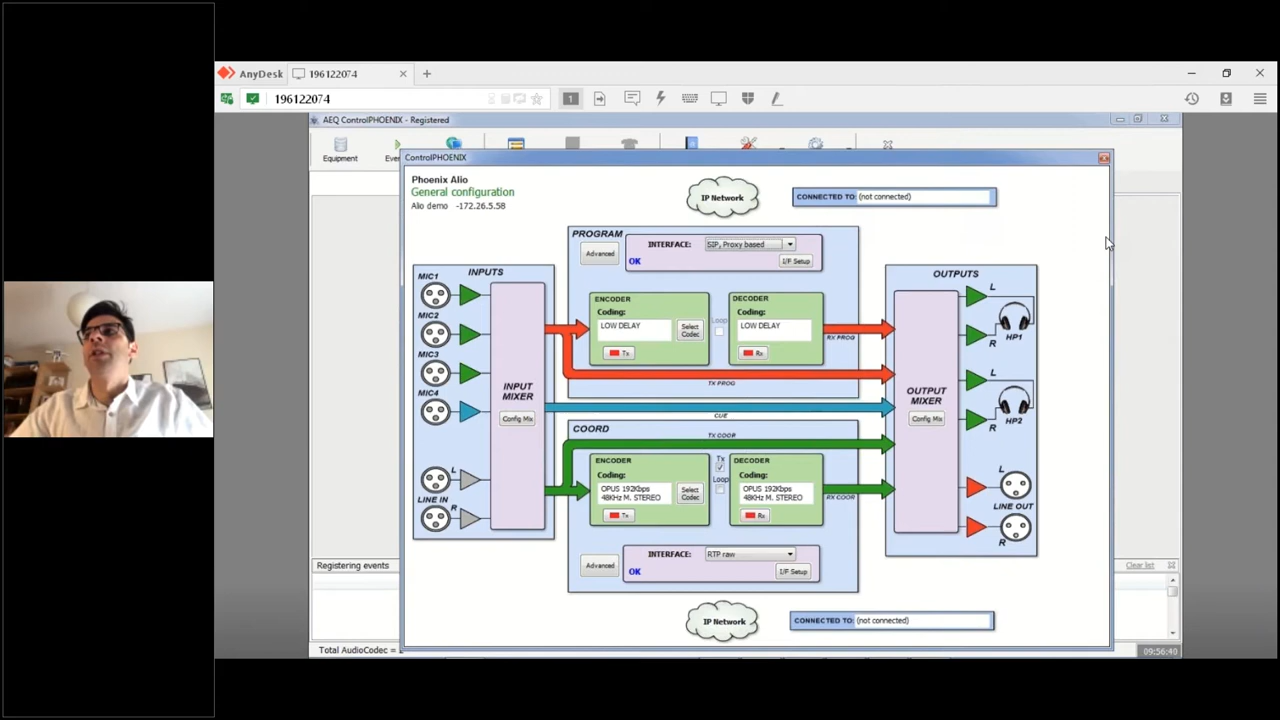 AnyDesk
196122074
196122074
1
AEQ ControlPHOENIX - Registered
Equipment
ControlPHOENIX
Phoenix Alio
General configuration
Alio demo -172.26.5.58
IP Network
CONNECTED TO: (not connected)
PROGRAM
Advanced
INTERFACE: SIP, Proxy based
OK
I/F Setup
INPUTS
MIC1
MIC2
MIC3
MIC4
L
LINE IN
R
INPUT
MIXER
Config Mix
ENCODER
Coding:
LOW DELAY
Select
Codec
Tx
Loop
DECODER
Coding:
LOW DELAY
Rx
RX PROG
TX PROG
CUE
COORD
TX COOR
ENCODER
Coding:
OPUS 192Kbps
48KHz M. STEREO
Select
Codec
Tx
Tx
Loop
DECODER
Coding:
OPUS 192Kbps
48KHz M. STEREO
Rx
RX COOR
Advanced
INTERFACE: RTP raw
OK
I/F Setup
OUTPUTS
OUTPUT
MIXER
Config Mix
L
R
HP1
L
R
HP2
L
LINE OUT
R
IP Network
CONNECTED TO: (not connected)
Registering events
Clear list
Total AudioCodec =
09:56:40